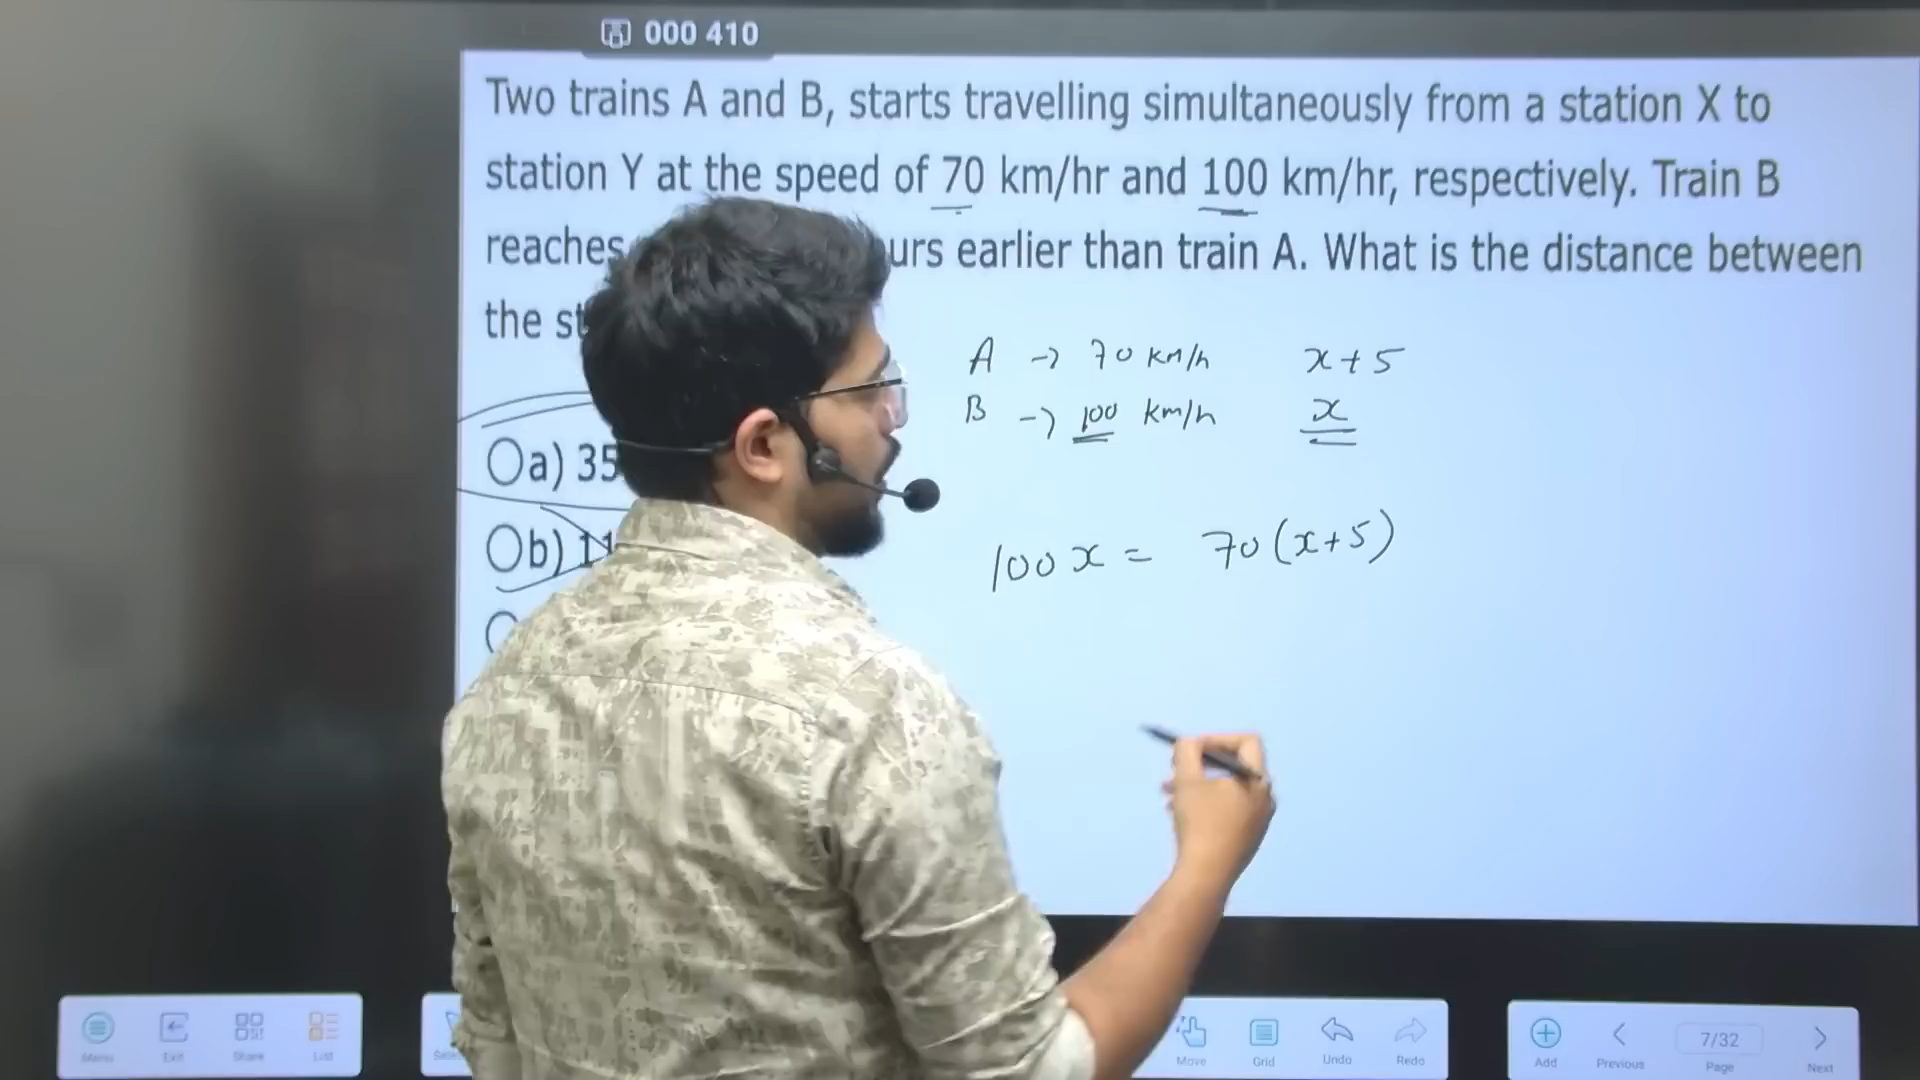 000 410
Two trains A and B, starts travelling simultaneously from a station X to
station Y at the speed of 70 km/hr and 100 km/hr, respectively. Train B
reaches urs earlier than train A. What is the distance between
the st
A → 70 km/h x+5
B → 100 km/h x
a) 35
b) 11
100x = 70(x+5)
Menu Exit Share List Move Grid Undo Redo Add Previous 7/32 Page Next